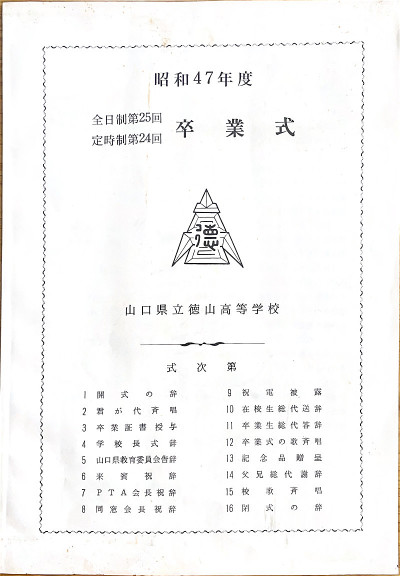 昭和47年度
全日制第25回
定時制第24回
卒業式
徳
山口県立徳山高等学校
式次第
1 開式の辞
2 君が代斉唱
3 卒業証書授与
4 学校長式辞
5 山口県教育委員会告辞
6 来賓祝辞
7 PTA会長祝辞
8 同窓会長祝辞
9 祝電披露
10 在校生総代送辞
11 卒業生総代答辞
12 卒業式の歌斉唱
13 記念品贈呈
14 父兄総代謝辞
15 校歌斉唱
16 閉式の辞